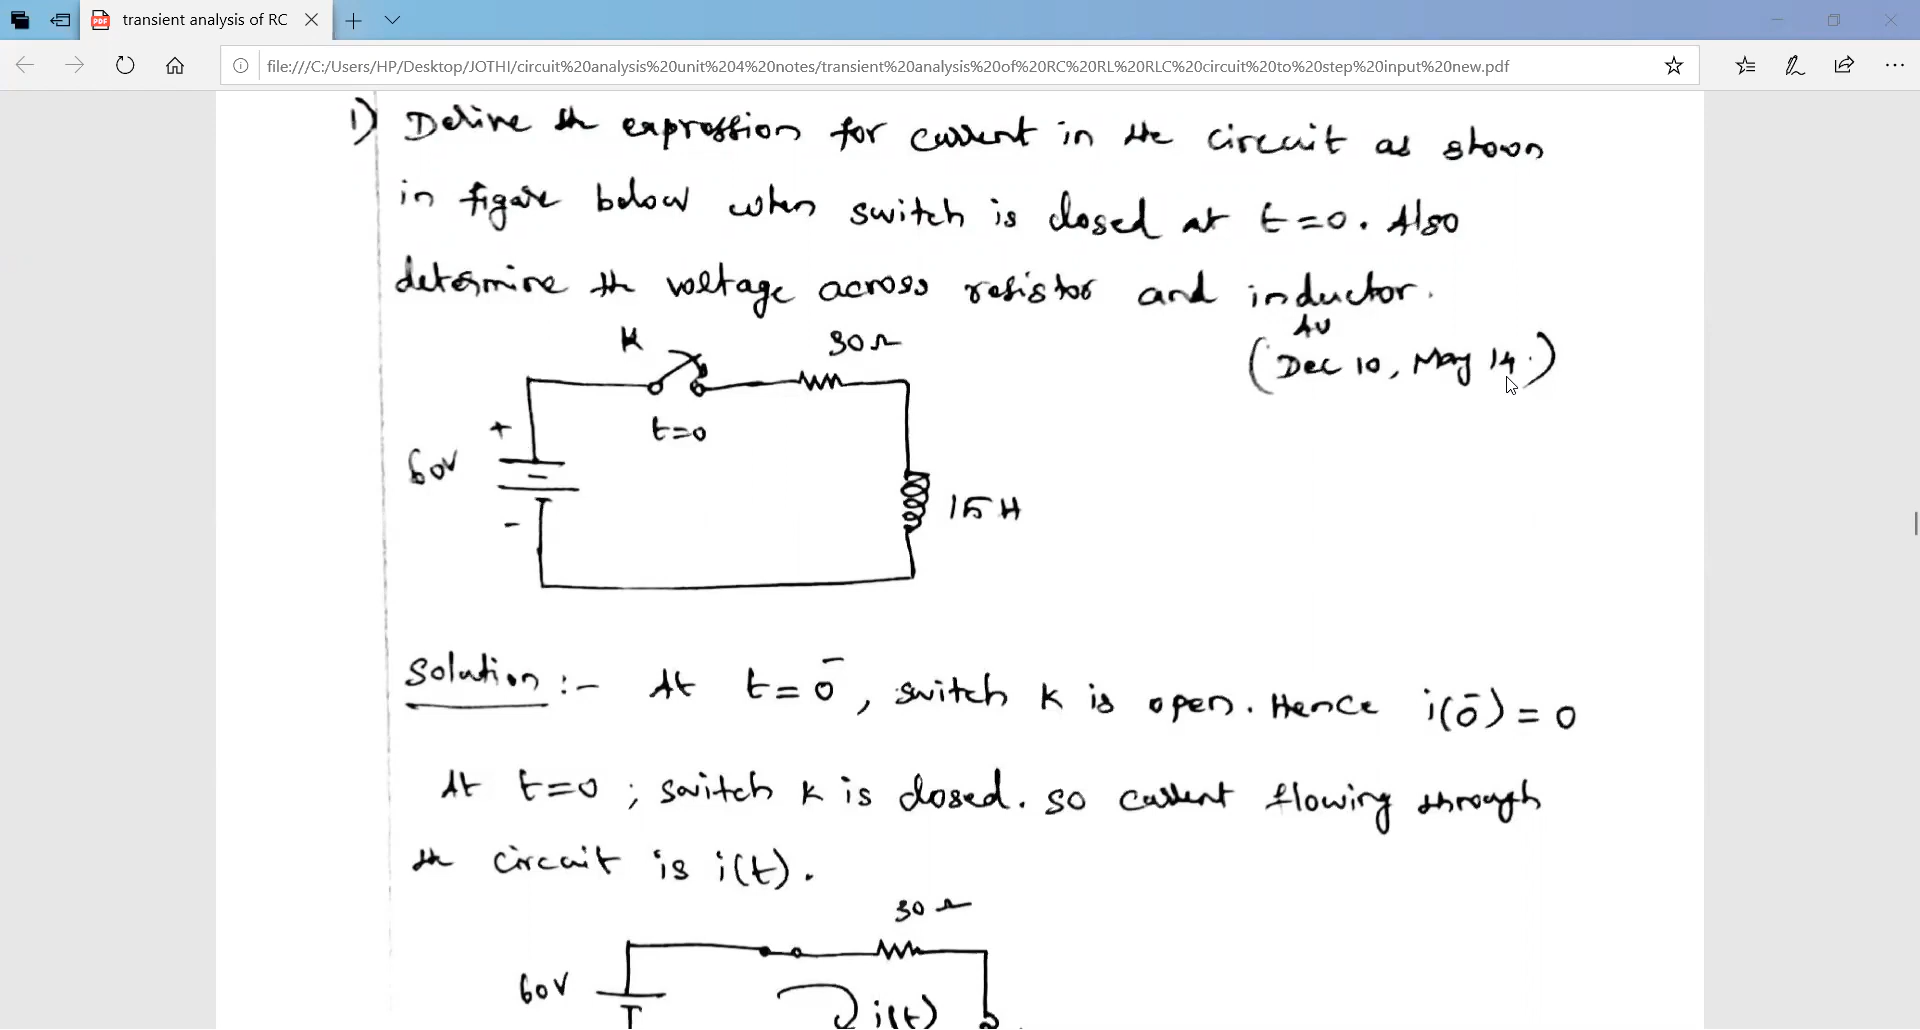 transient analysis of RC
file:///C:/Users/HP/Desktop/JOTHI/circuit%20analysis%20unit%204%20notes/transient%20analysis%20of%20RC%20RL%20RLC%20circuit%20to%20step%20input%20new.pdf
1) Derive the expression for current in the circuit as shown
in figure below when switch is closed at t=0. Also
determine the voltage across resistor and inductor.
AU
(Dec 10, May 14.)
K
30Ω
t=0
+
60V
-
15 H
Solution :- At t=0⁻, switch K is open. Hence i(0⁻) = 0
At t=0 ; switch K is closed. So current flowing through
the circuit is i(t).
30Ω
60V
i(t)